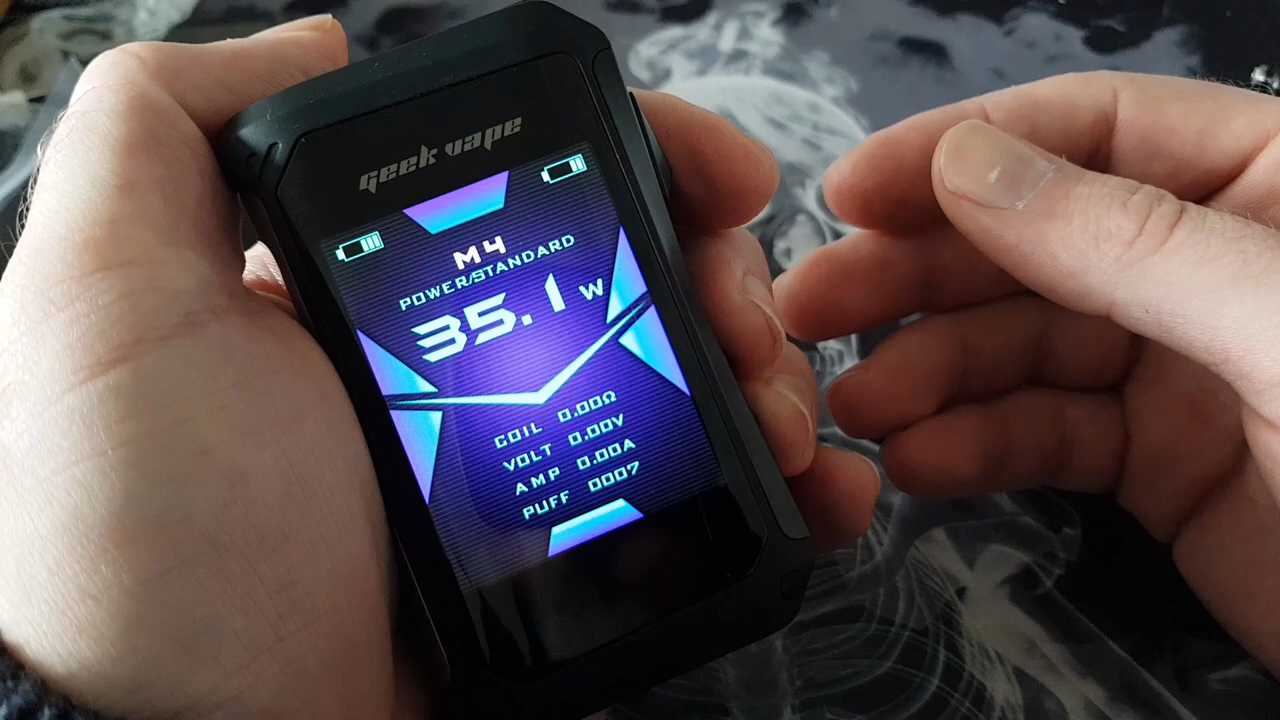 geek vape
M4
POWER/STANDARD
35.1 W
COIL 0.00Ω
VOLT 0.00V
AMP 0.00A
PUFF 0007